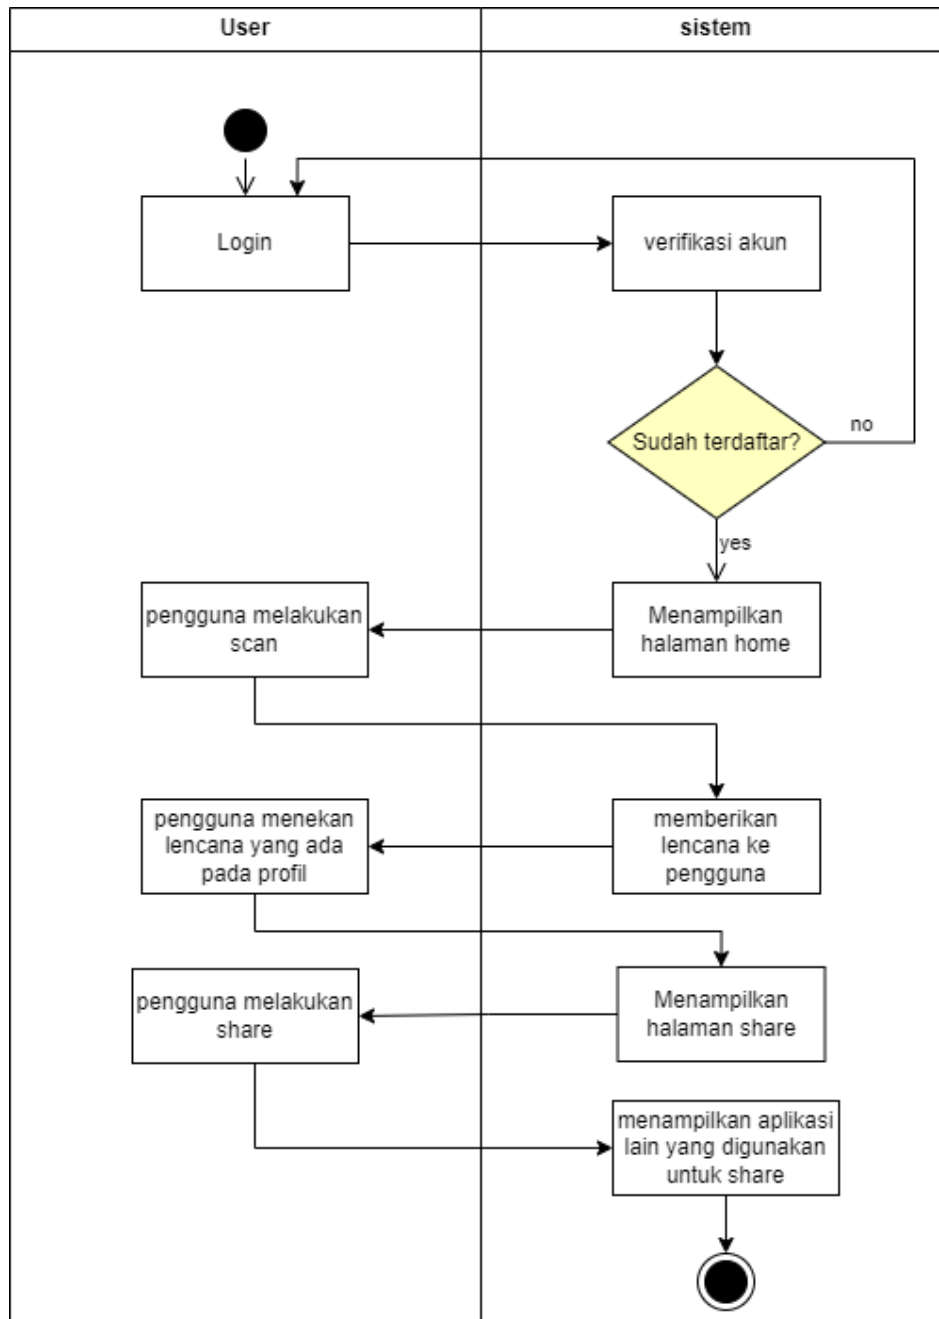 User
sistem
Login
verifikasi akun
Sudah terdaftar?
no
yes
Menampilkan
halaman home
pengguna melakukan
scan
memberikan
lencana ke
pengguna
pengguna menekan
lencana yang ada
pada profil
Menampilkan
halaman share
pengguna melakukan
share
menampilkan aplikasi
lain yang digunakan
untuk share